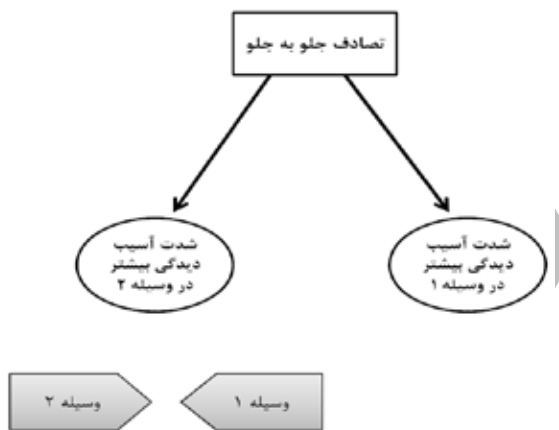 تصادف جلو به جلو
شدت آسیب
دیدگی بیشتر
در وسیله ۱
شدت آسیب
دیدگی بیشتر
در وسیله ۲
وسیله ۱
وسیله ۲